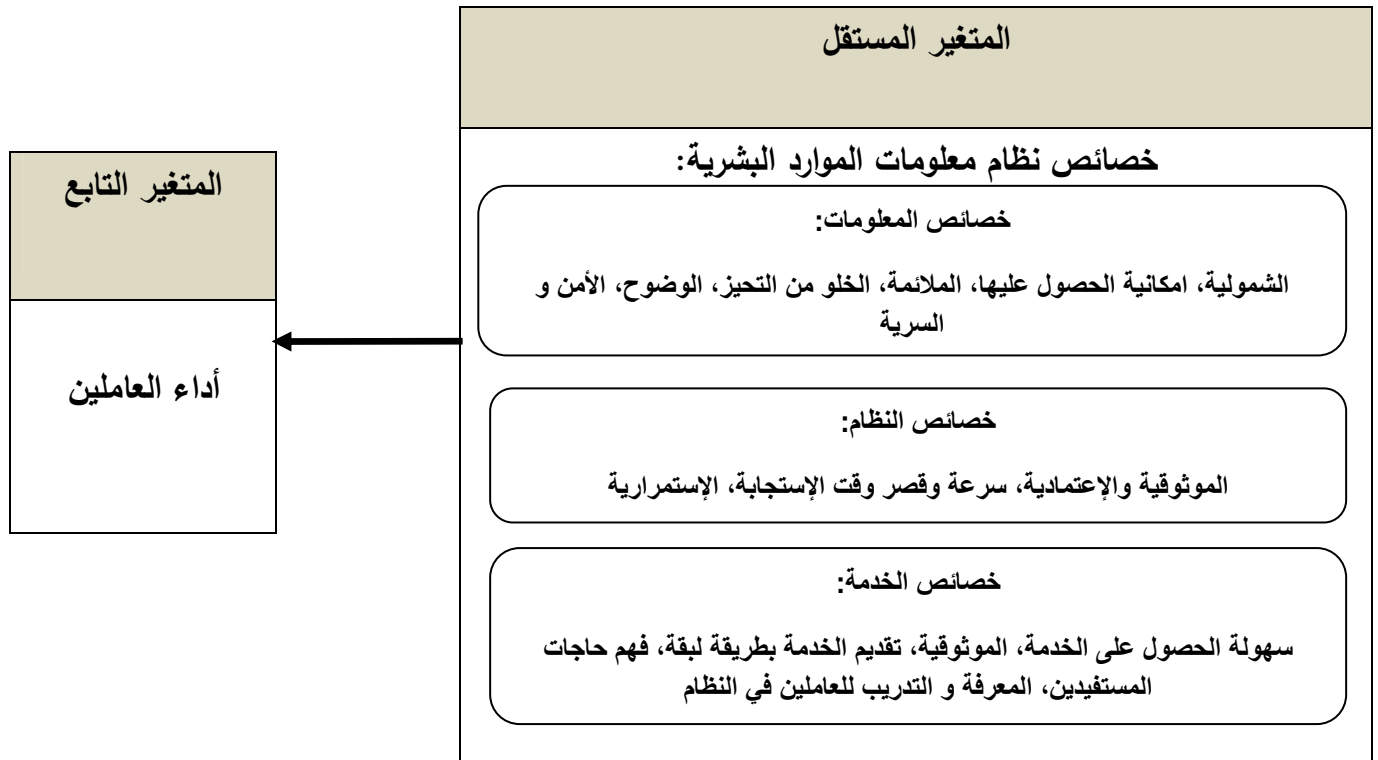 المتغير المستقل
خصائص نظام معلومات الموارد البشرية:
خصائص المعلومات:
الشمولية، امكانية الحصول عليها، الملائمة، الخلو من التحيز، الوضوح، الأمن و
السرية
خصائص النظام:
الموثوقية والإعتمادية، سرعة وقصر وقت الإستجابة، الإستمرارية
خصائص الخدمة:
سهولة الحصول على الخدمة، الموثوقية، تقديم الخدمة بطريقة لبقة، فهم حاجات
المستفيدين، المعرفة و التدريب للعاملين في النظام
المتغير التابع
أداء العاملين